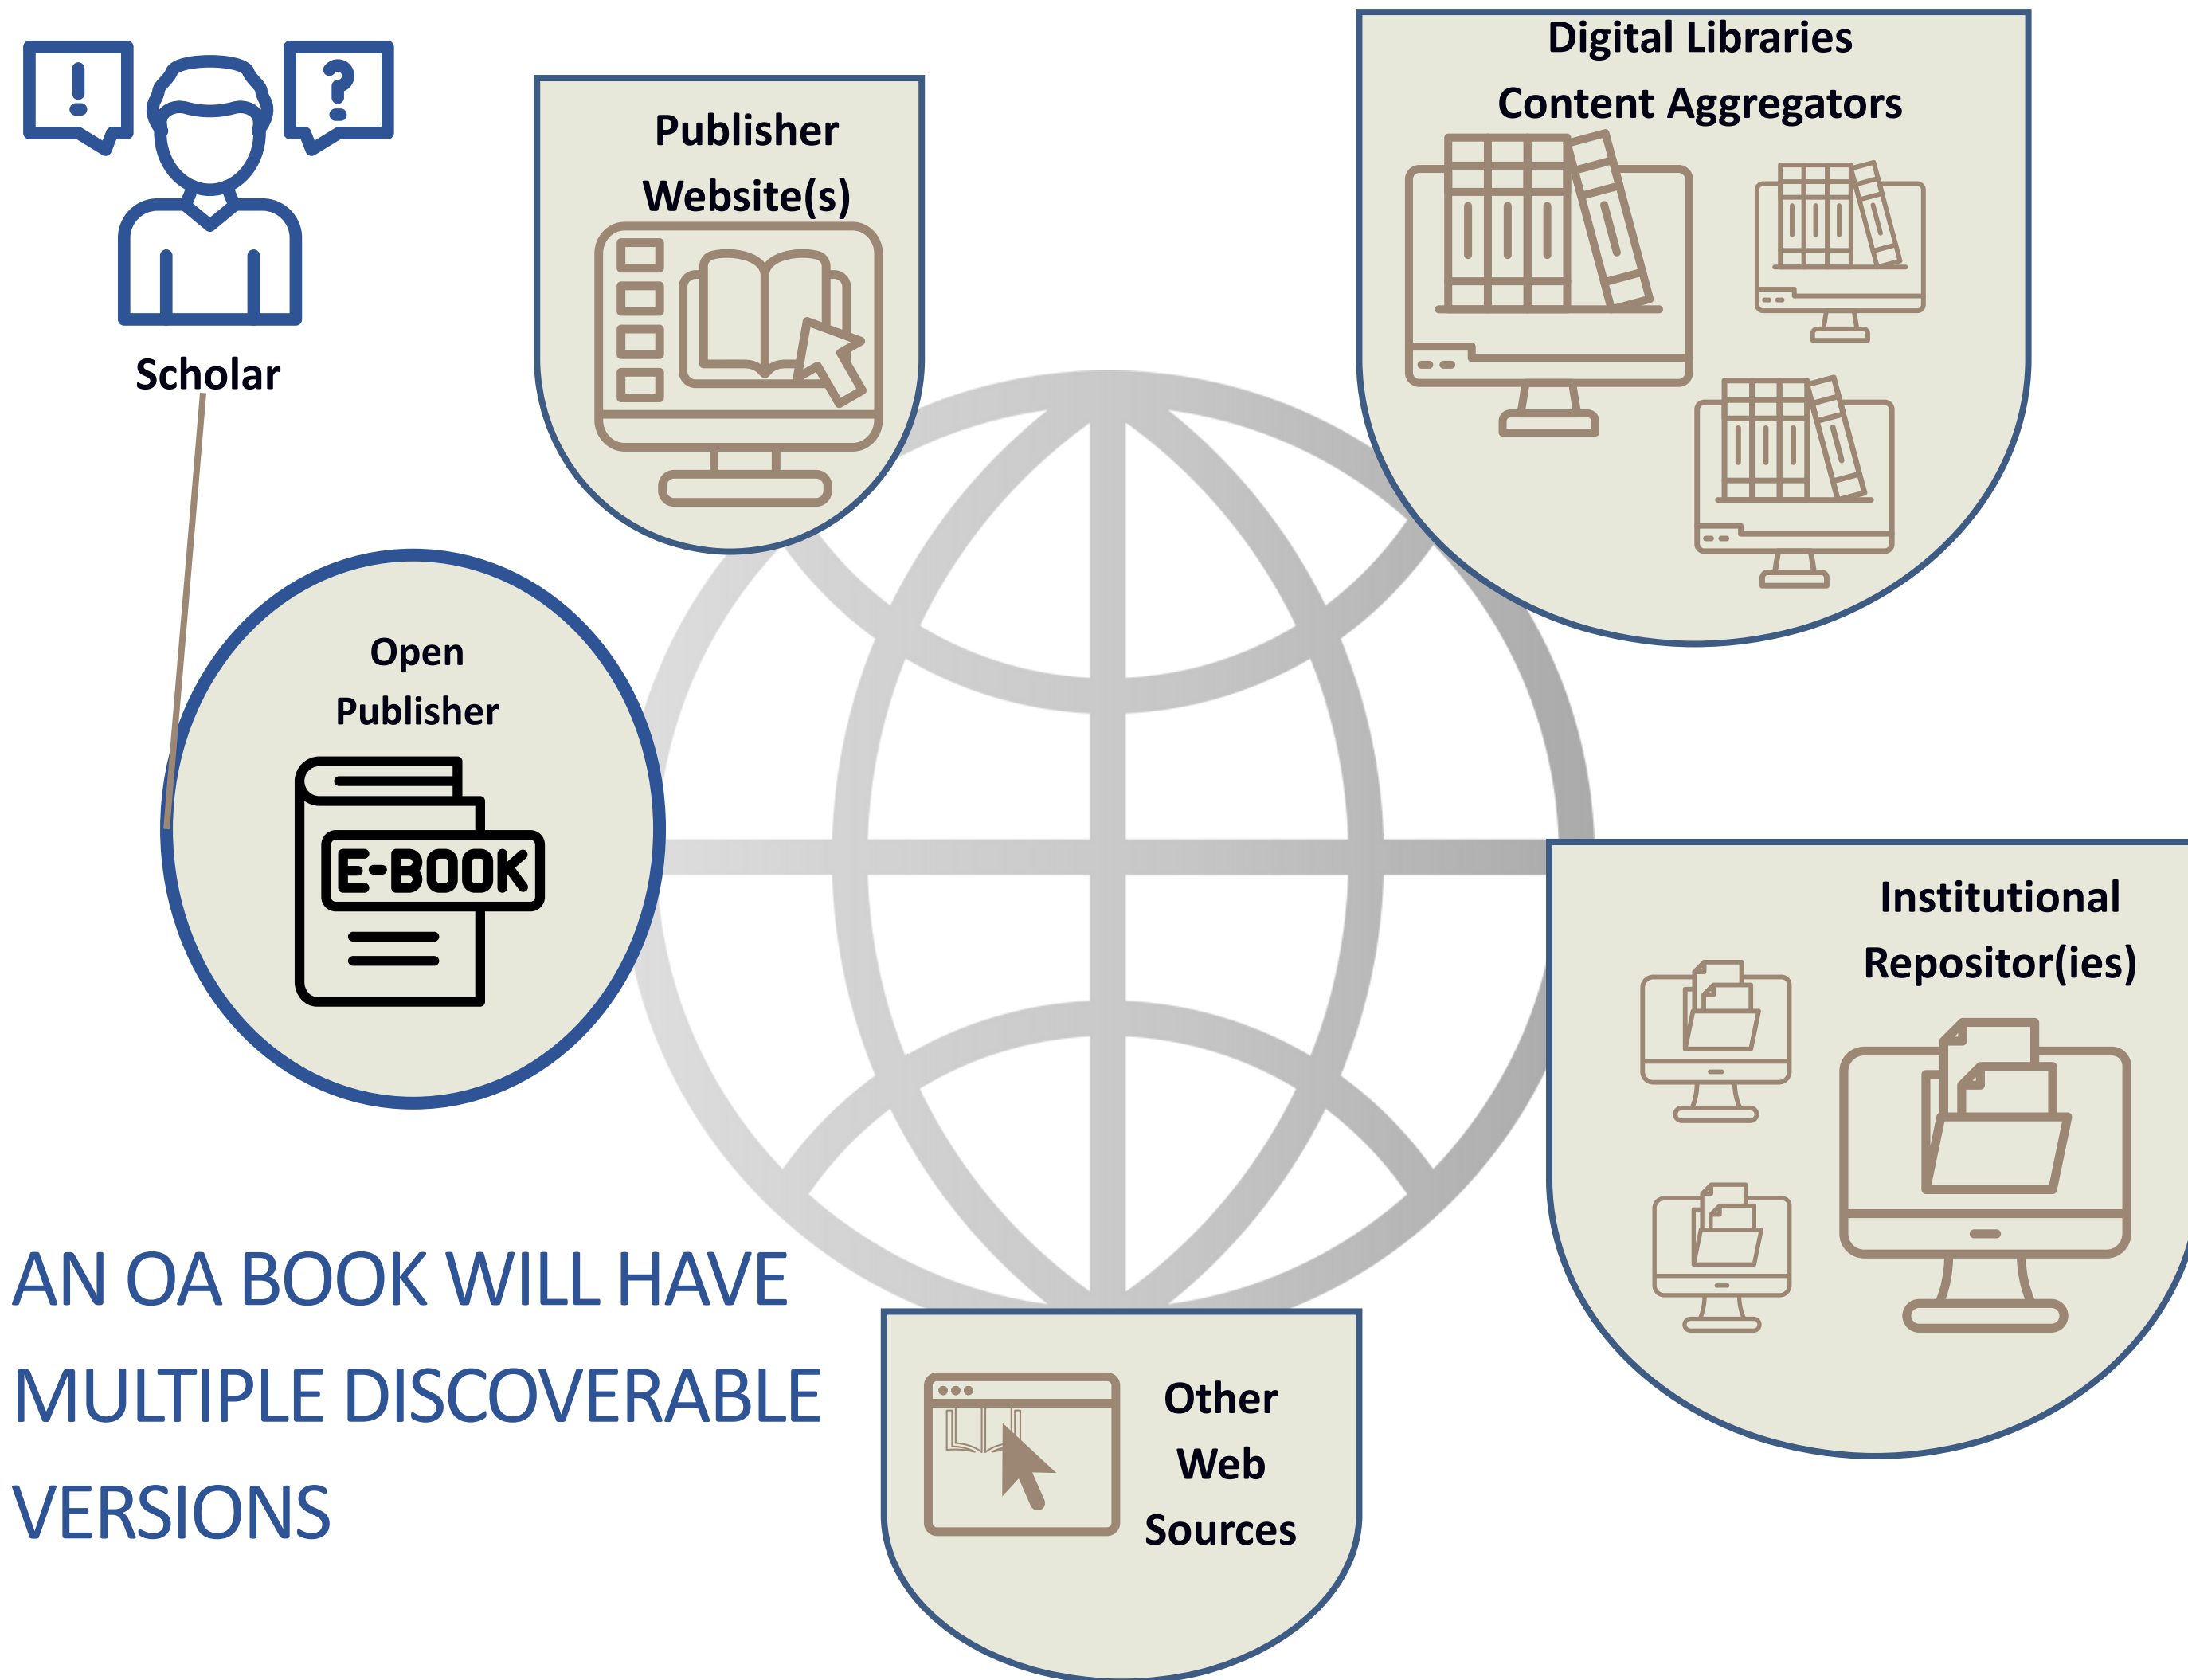 !
?
Scholar
Publisher
Website(s)
Digital Libraries
Content Aggregators
Open
Publisher
E-BOOK
Institutional
Repositor(ies)
AN OA BOOK WILL HAVE
MULTIPLE DISCOVERABLE
VERSIONS
Other
Web
Sources